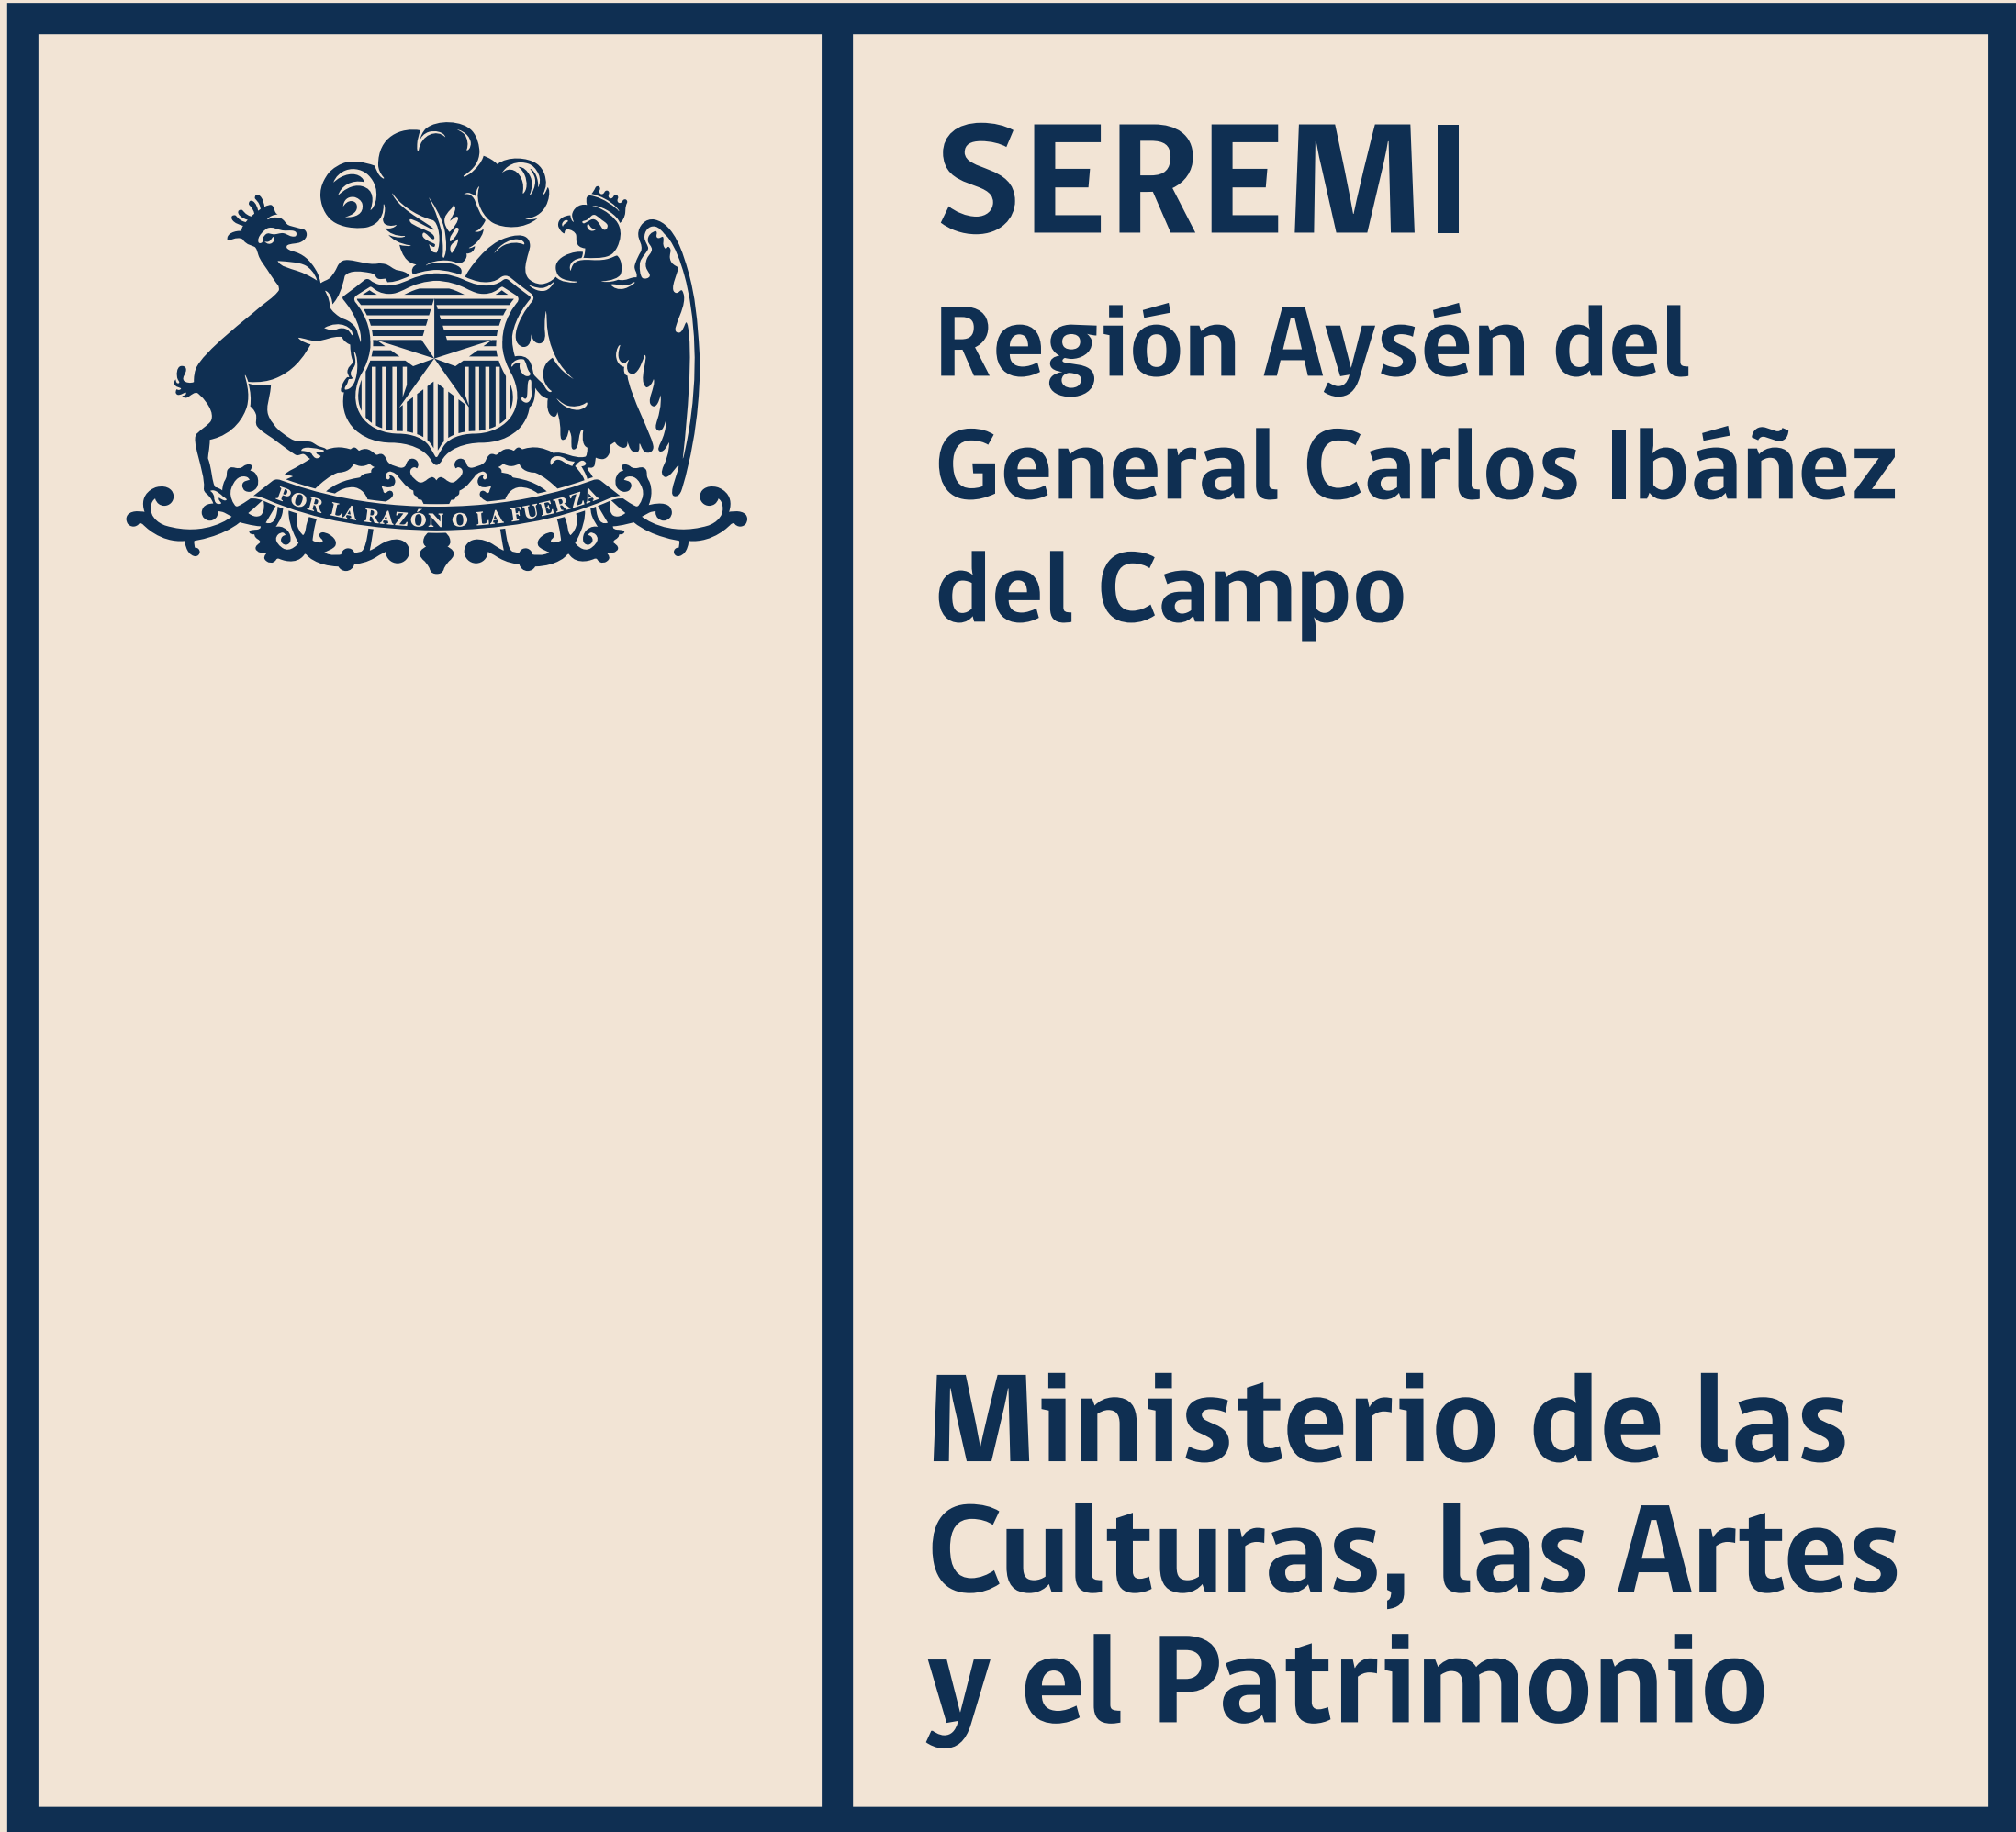 POR LA RAZÓN O LA FUERZA
SEREMI
Región Aysén del
General Carlos Ibáñez
del Campo
Ministerio de las
Culturas, las Artes
y el Patrimonio